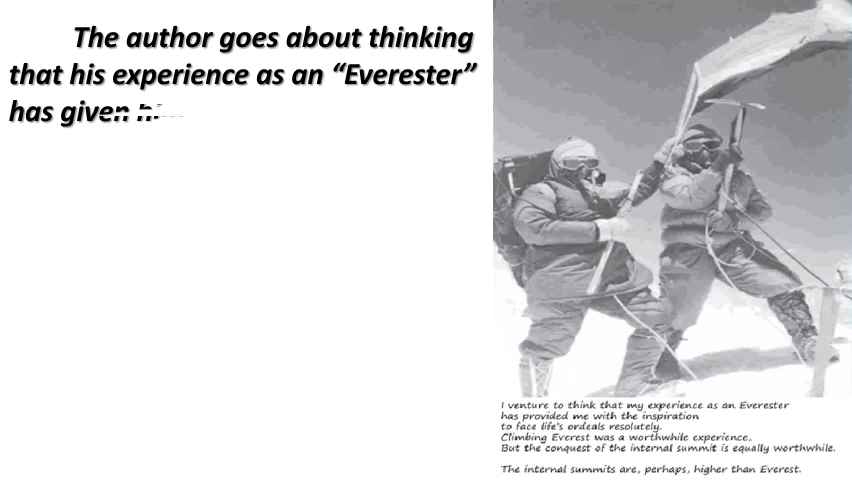 The author goes about thinking
that his experience as an “Everester”
has given
I venture to think that my experience as an Everester
has provided me with the inspiration
to face life's ordeals resolutely.
Climbing Everest was a worthwhile experience.
But the conquest of the internal summit is equally worthwhile.
The internal summits are, perhaps, higher than Everest.